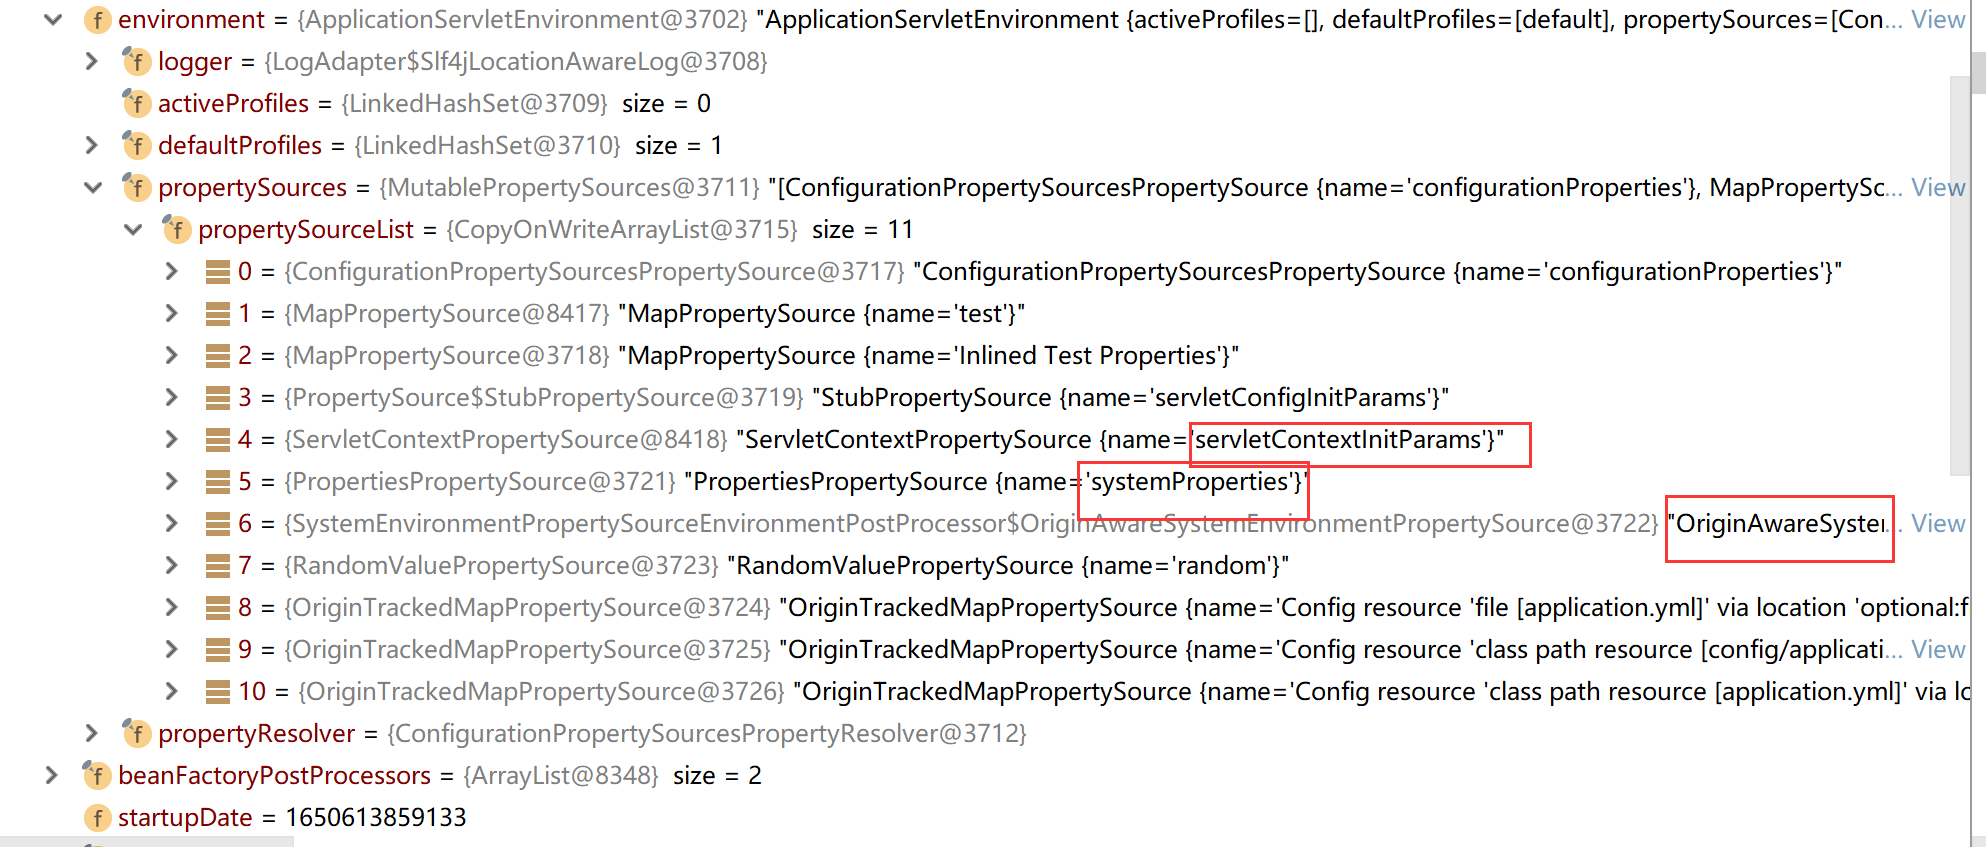 environment = {ApplicationServletEnvironment@3702} "ApplicationServletEnvironment {activeProfiles=[], defaultProfiles=[default], propertySources=[Con... View
logger = {LogAdapter$Slf4jLocationAwareLog@3708}
activeProfiles = {LinkedHashSet@3709} size = 0
defaultProfiles = {LinkedHashSet@3710} size = 1
propertySources = {MutablePropertySources@3711} "[ConfigurationPropertySourcesPropertySource {name='configurationProperties'}, MapPropertySc... View
propertySourceList = {CopyOnWriteArrayList@3715} size = 11
0 = {ConfigurationPropertySourcesPropertySource@3717} "ConfigurationPropertySourcesPropertySource {name='configurationProperties'}"
1 = {MapPropertySource@8417} "MapPropertySource {name='test'}"
2 = {MapPropertySource@3718} "MapPropertySource {name='Inlined Test Properties'}"
3 = {PropertySource$StubPropertySource@3719} "StubPropertySource {name='servletConfigInitParams'}"
4 = {ServletContextPropertySource@8418} "ServletContextPropertySource {name='servletContextInitParams'}"
5 = {PropertiesPropertySource@3721} "PropertiesPropertySource {name='systemProperties'}"
6 = {SystemEnvironmentPropertySourceEnvironmentPostProcessor$OriginAwareSystemEnvironmentPropertySource@3722} "OriginAwareSyster... View
7 = {RandomValuePropertySource@3723} "RandomValuePropertySource {name='random'}"
8 = {OriginTrackedMapPropertySource@3724} "OriginTrackedMapPropertySource {name='Config resource 'file [application.yml]' via location 'optional:f
9 = {OriginTrackedMapPropertySource@3725} "OriginTrackedMapPropertySource {name='Config resource 'class path resource [config/applicati... View
10 = {OriginTrackedMapPropertySource@3726} "OriginTrackedMapPropertySource {name='Config resource 'class path resource [application.yml]' via lc
propertyResolver = {ConfigurationPropertySourcesPropertyResolver@3712}
beanFactoryPostProcessors = {ArrayList@8348} size = 2
startupDate = 1650613859133